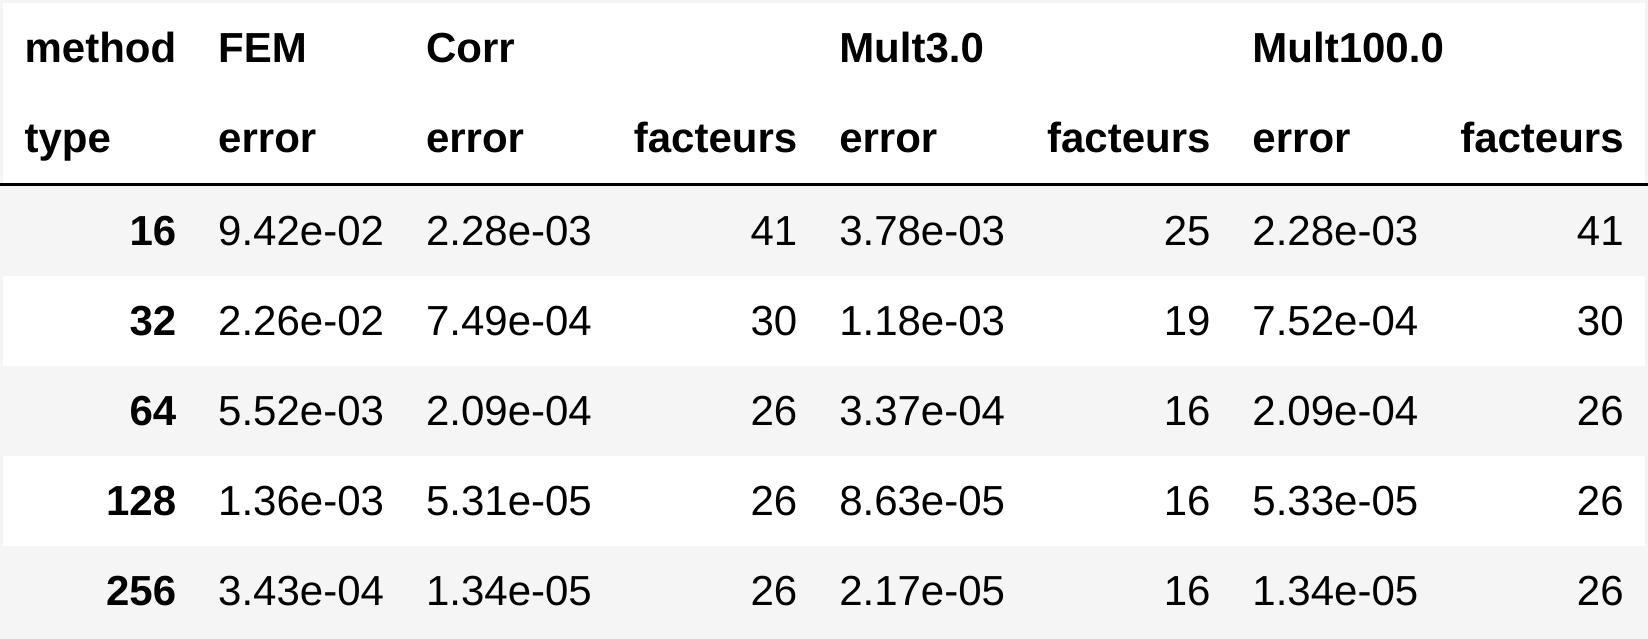 method FEM Corr Mult3.0 Mult100.0
type error error facteurs error facteurs error facteurs
16 9.42e-02 2.28e-03 41 3.78e-03 25 2.28e-03 41
32 2.26e-02 7.49e-04 30 1.18e-03 19 7.52e-04 30
64 5.52e-03 2.09e-04 26 3.37e-04 16 2.09e-04 26
128 1.36e-03 5.31e-05 26 8.63e-05 16 5.33e-05 26
256 3.43e-04 1.34e-05 26 2.17e-05 16 1.34e-05 26